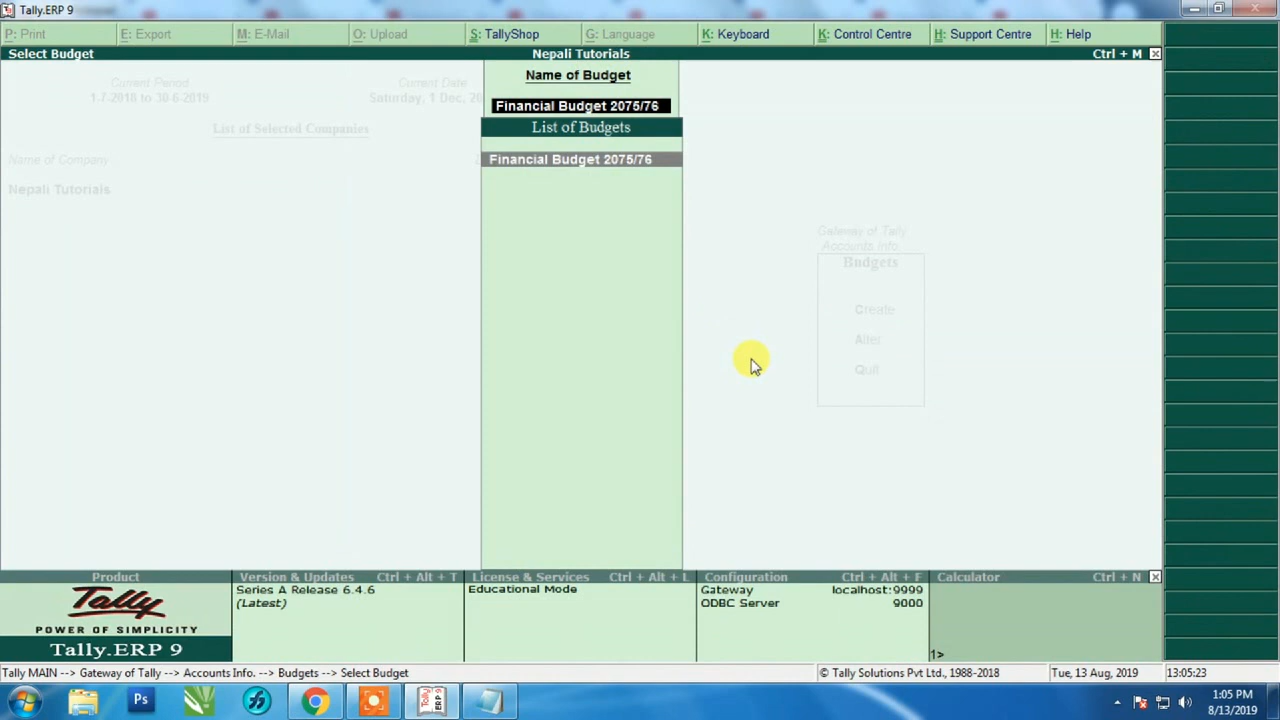 Tally.ERP 9
P: Print
E: Export
M: E-Mail
O: Upload
S: TallyShop
G: Language
K: Keyboard
K: Control Centre
H: Support Centre
H: Help
Select Budget
Nepali Tutorials
Ctrl + M
Current Period
1-7-2018 to 30-6-2019
Current Date
Saturday, 1 Dec, 20
List of Selected Companies
Name of Company
Nepali Tutorials
Name of Budget
Financial Budget 2075/76
List of Budgets
Financial Budget 2075/76
Gateway of Tally
Accounts Info.
Budgets
Create
Alter
Quit
Product
Tally
POWER OF SIMPLICITY
Tally.ERP 9
Version & Updates Ctrl + Alt + T
Series A Release 6.4.6
(Latest)
License & Services Ctrl + Alt + L
Educational Mode
Configuration Ctrl + Alt + F
Gateway localhost:9999
ODBC Server 9000
Calculator Ctrl + N
1>
Tally MAIN --> Gateway of Tally --> Accounts Info. --> Budgets --> Select Budget
© Tally Solutions Pvt Ltd., 1988-2018
Tue, 13 Aug, 2019
13:05:23
Ps
1:05 PM
8/13/2019